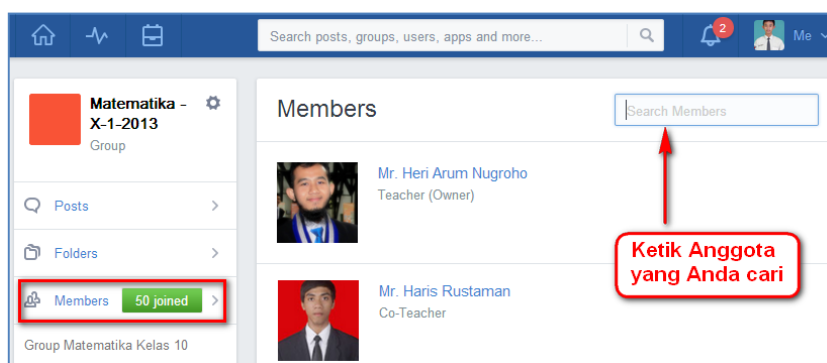 Search posts, groups, users, apps and more...
2
Me
Matematika -
X-1-2013
Group
Posts
Folders
Members 50 joined
Group Matematika Kelas 10
Members
Search Members
Mr. Heri Arum Nugroho
Teacher (Owner)
Mr. Haris Rustaman
Co-Teacher
Ketik Anggota
yang Anda cari